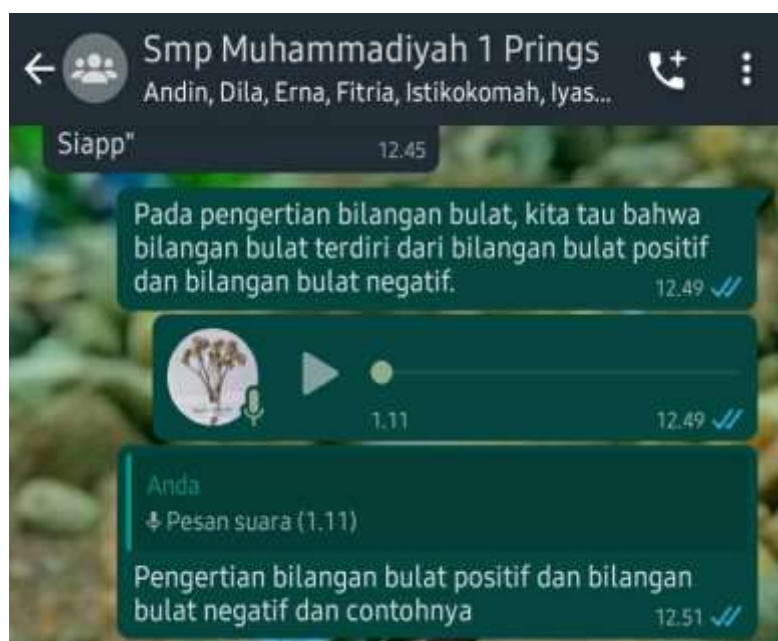 Smp Muhammadiyah 1 Prings
Andin, Dila, Erna, Fitria, Istikokomah, Iyas...
Siapp"
12.45
Pada pengertian bilangan bulat, kita tau bahwa
bilangan bulat terdiri dari bilangan bulat positif
dan bilangan bulat negatif.
12.49
1.11
12.49
Anda
Pesan suara (1.11)
Pengertian bilangan bulat positif dan bilangan
bulat negatif dan contohnya
12.51